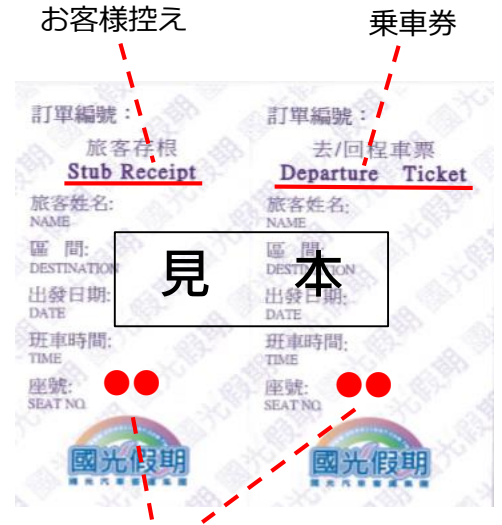 お客様控え
乗車券
訂單編號：
旅客存根
Stub Receipt
旅客姓名:
NAME
區 間:
DESTINATION
出發日期:
DATE
班車時間:
TIME
座號:
SEAT NO.
國光假期
訂單編號：
去/回程車票
Departure Ticket
旅客姓名:
NAME
區 間:
DESTINATION
出發日期:
DATE
班車時間:
TIME
座號:
SEAT NO.
國光假期
見 本